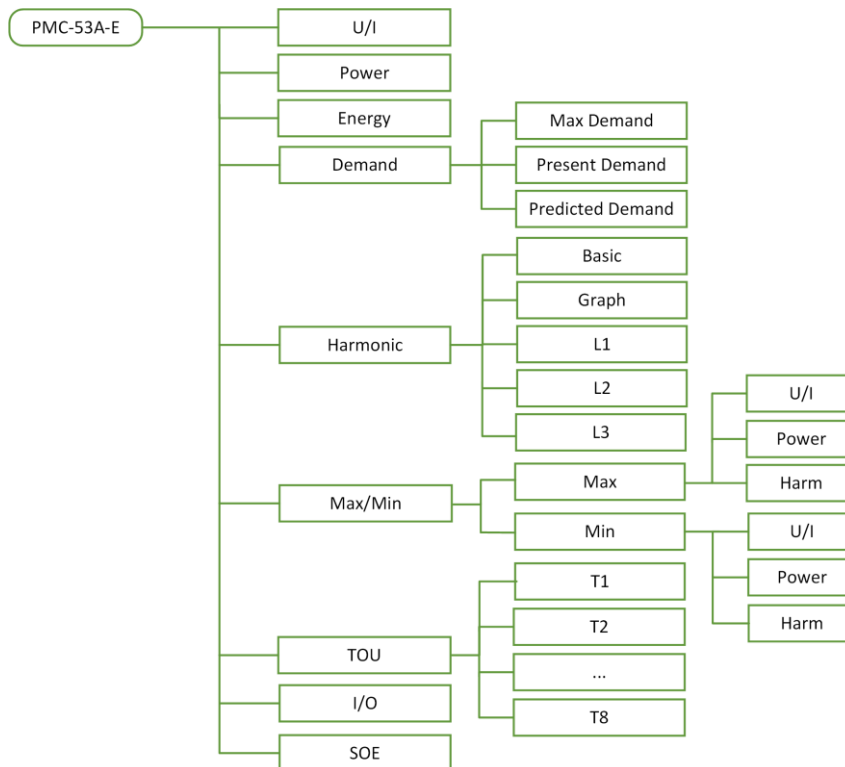 PMC-53A-E
U/I
Power
Energy
Demand
Max Demand
Present Demand
Predicted Demand
Harmonic
Basic
Graph
L1
L2
L3
Max/Min
Max
U/I
Power
Harm
Min
U/I
Power
Harm
TOU
T1
T2
...
T8
I/O
SOE